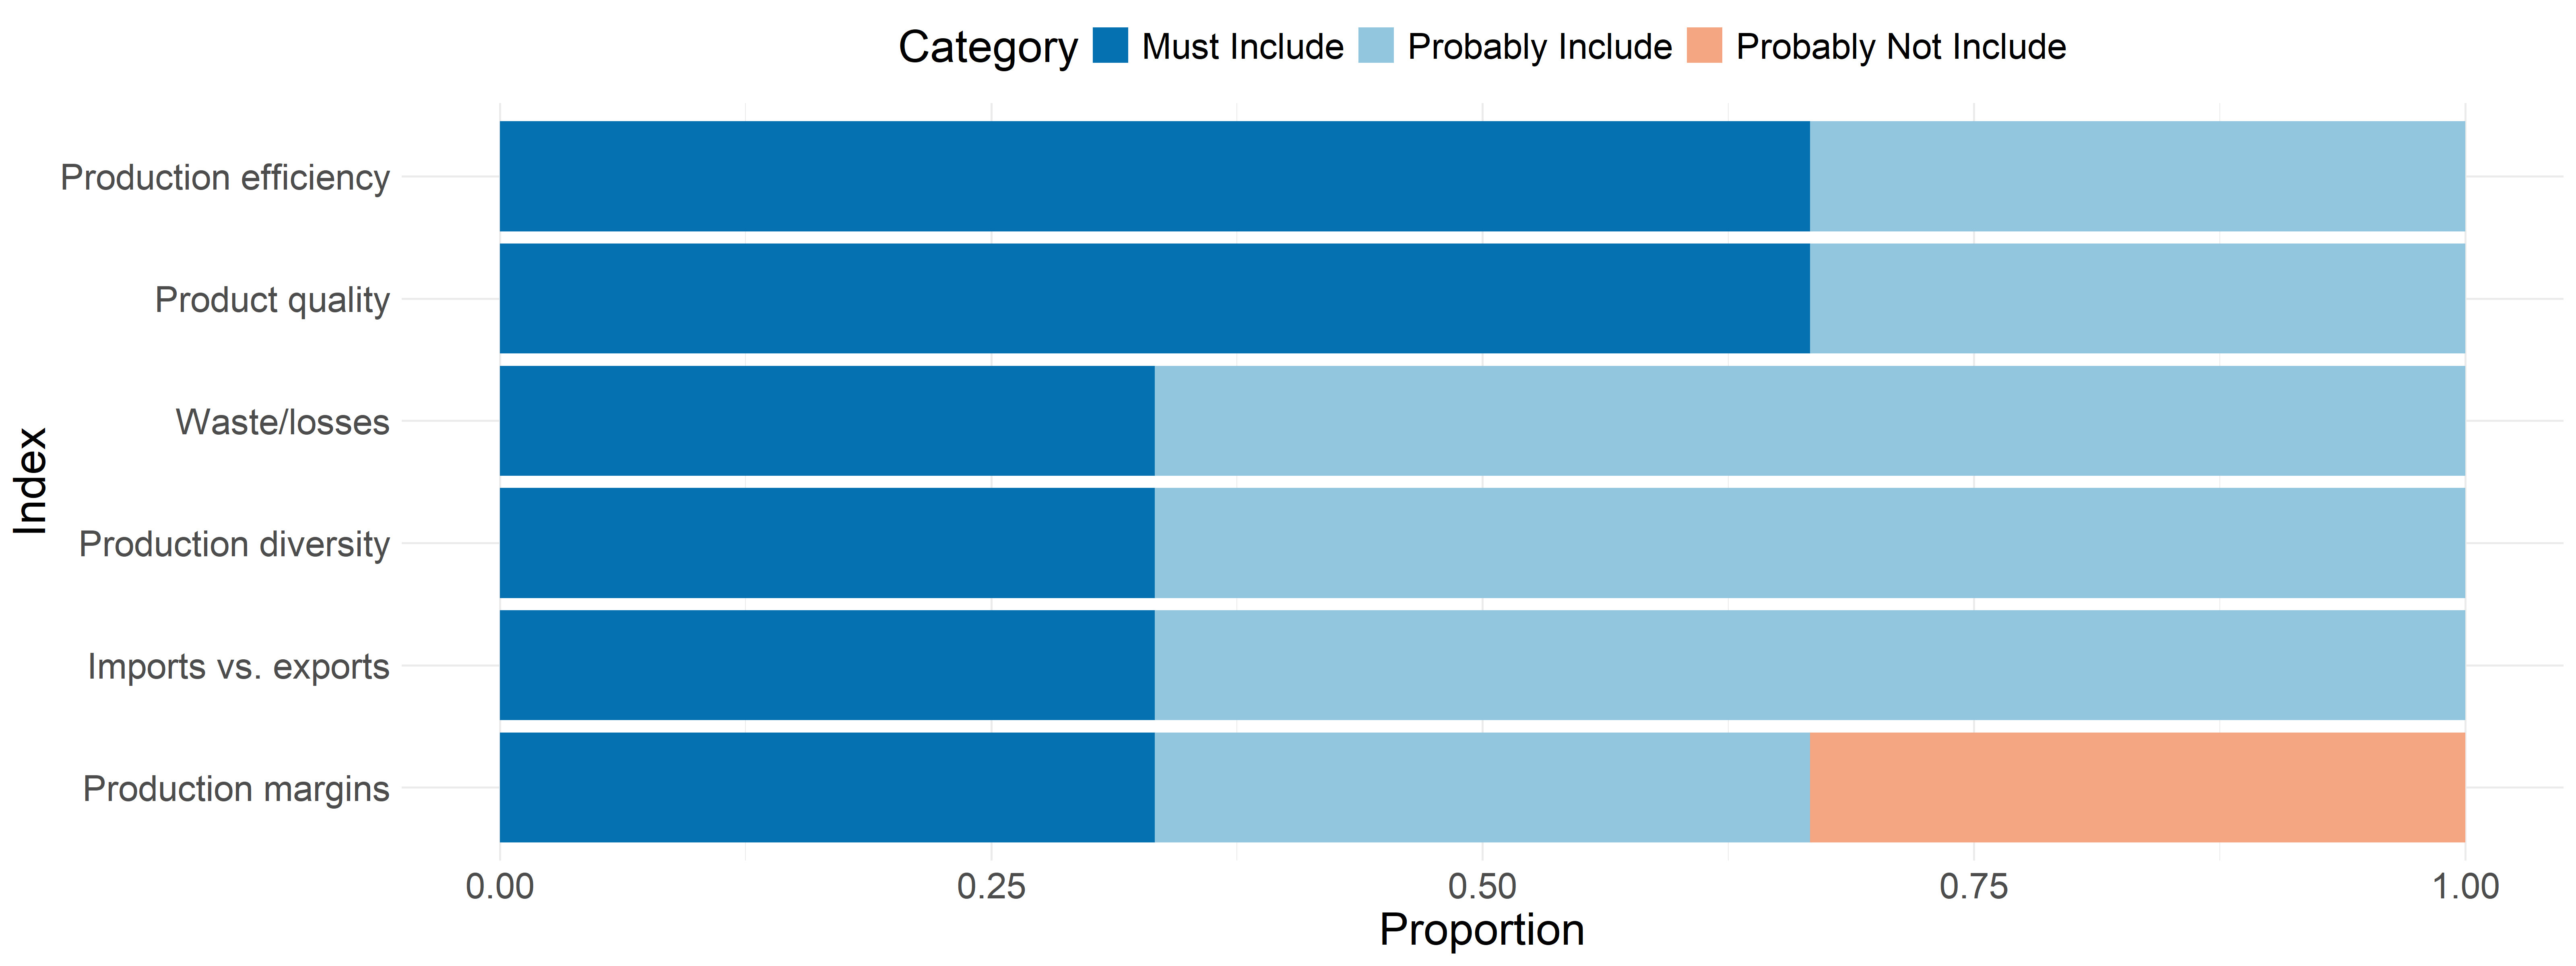 Category Must Include Probably Include Probably Not Include
Production efficiency
Product quality
Waste/losses
Production diversity
Imports vs. exports
Production margins
Index
0.00 0.25 0.50 0.75 1.00
Proportion